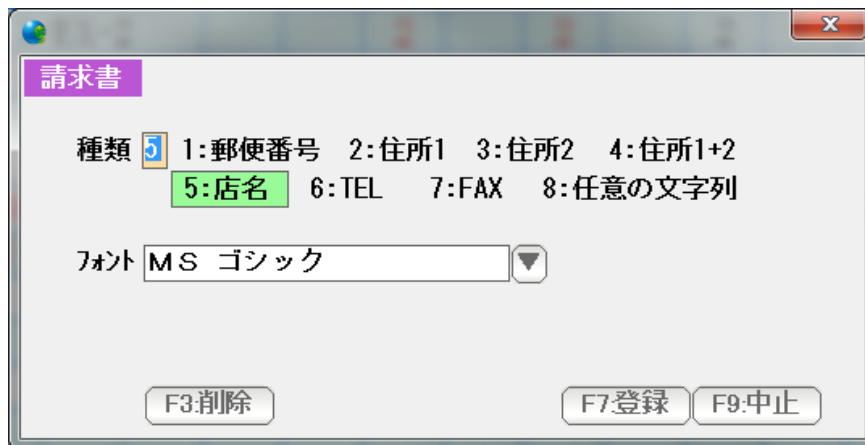 請求書
種類 5 1:郵便番号 2:住所1 3:住所2 4:住所1+2
5:店名 6:TEL 7:FAX 8:任意の文字列
フォント MS ゴシック
F3:削除 F7:登録 F9:中止